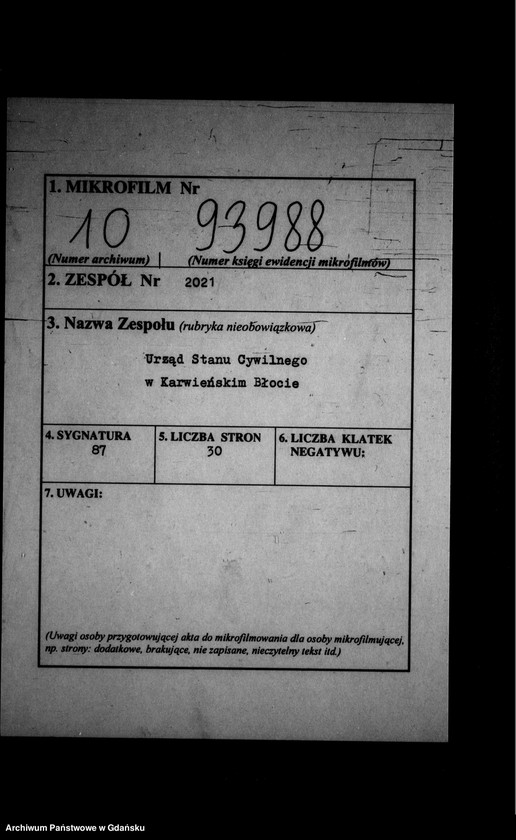 1. MIKROFILM Nr
10 93988
(Numer archiwum) (Numer księgi ewidencji mikrofilmów)
2. ZESPÓŁ Nr 2021
3. Nazwa Zespołu (rubryka nieobowiązkowa)
Urząd Stanu Cywilnego
w Karwieńskim Błocie
4. SYGNATURA 5. LICZBA STRON 6. LICZBA KLATEK
NEGATYWU:
87 30
7. UWAGI:
(Uwagi osoby przygotowującej akta do mikrofilmowania dla osoby mikrofilmującej,
np. strony: dodatkowe, brakujące, nie zapisane, nieczytelny tekst itd.)
Archiwum Państwowe w Gdańsku